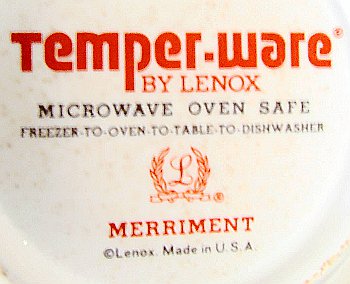 Temper-ware®
BY LENOX
MICROWAVE OVEN SAFE
FREEZER-TO-OVEN-TO-TABLE-TO-DISHWASHER
L
®
MERRIMENT
©Lenox. Made in U.S.A.